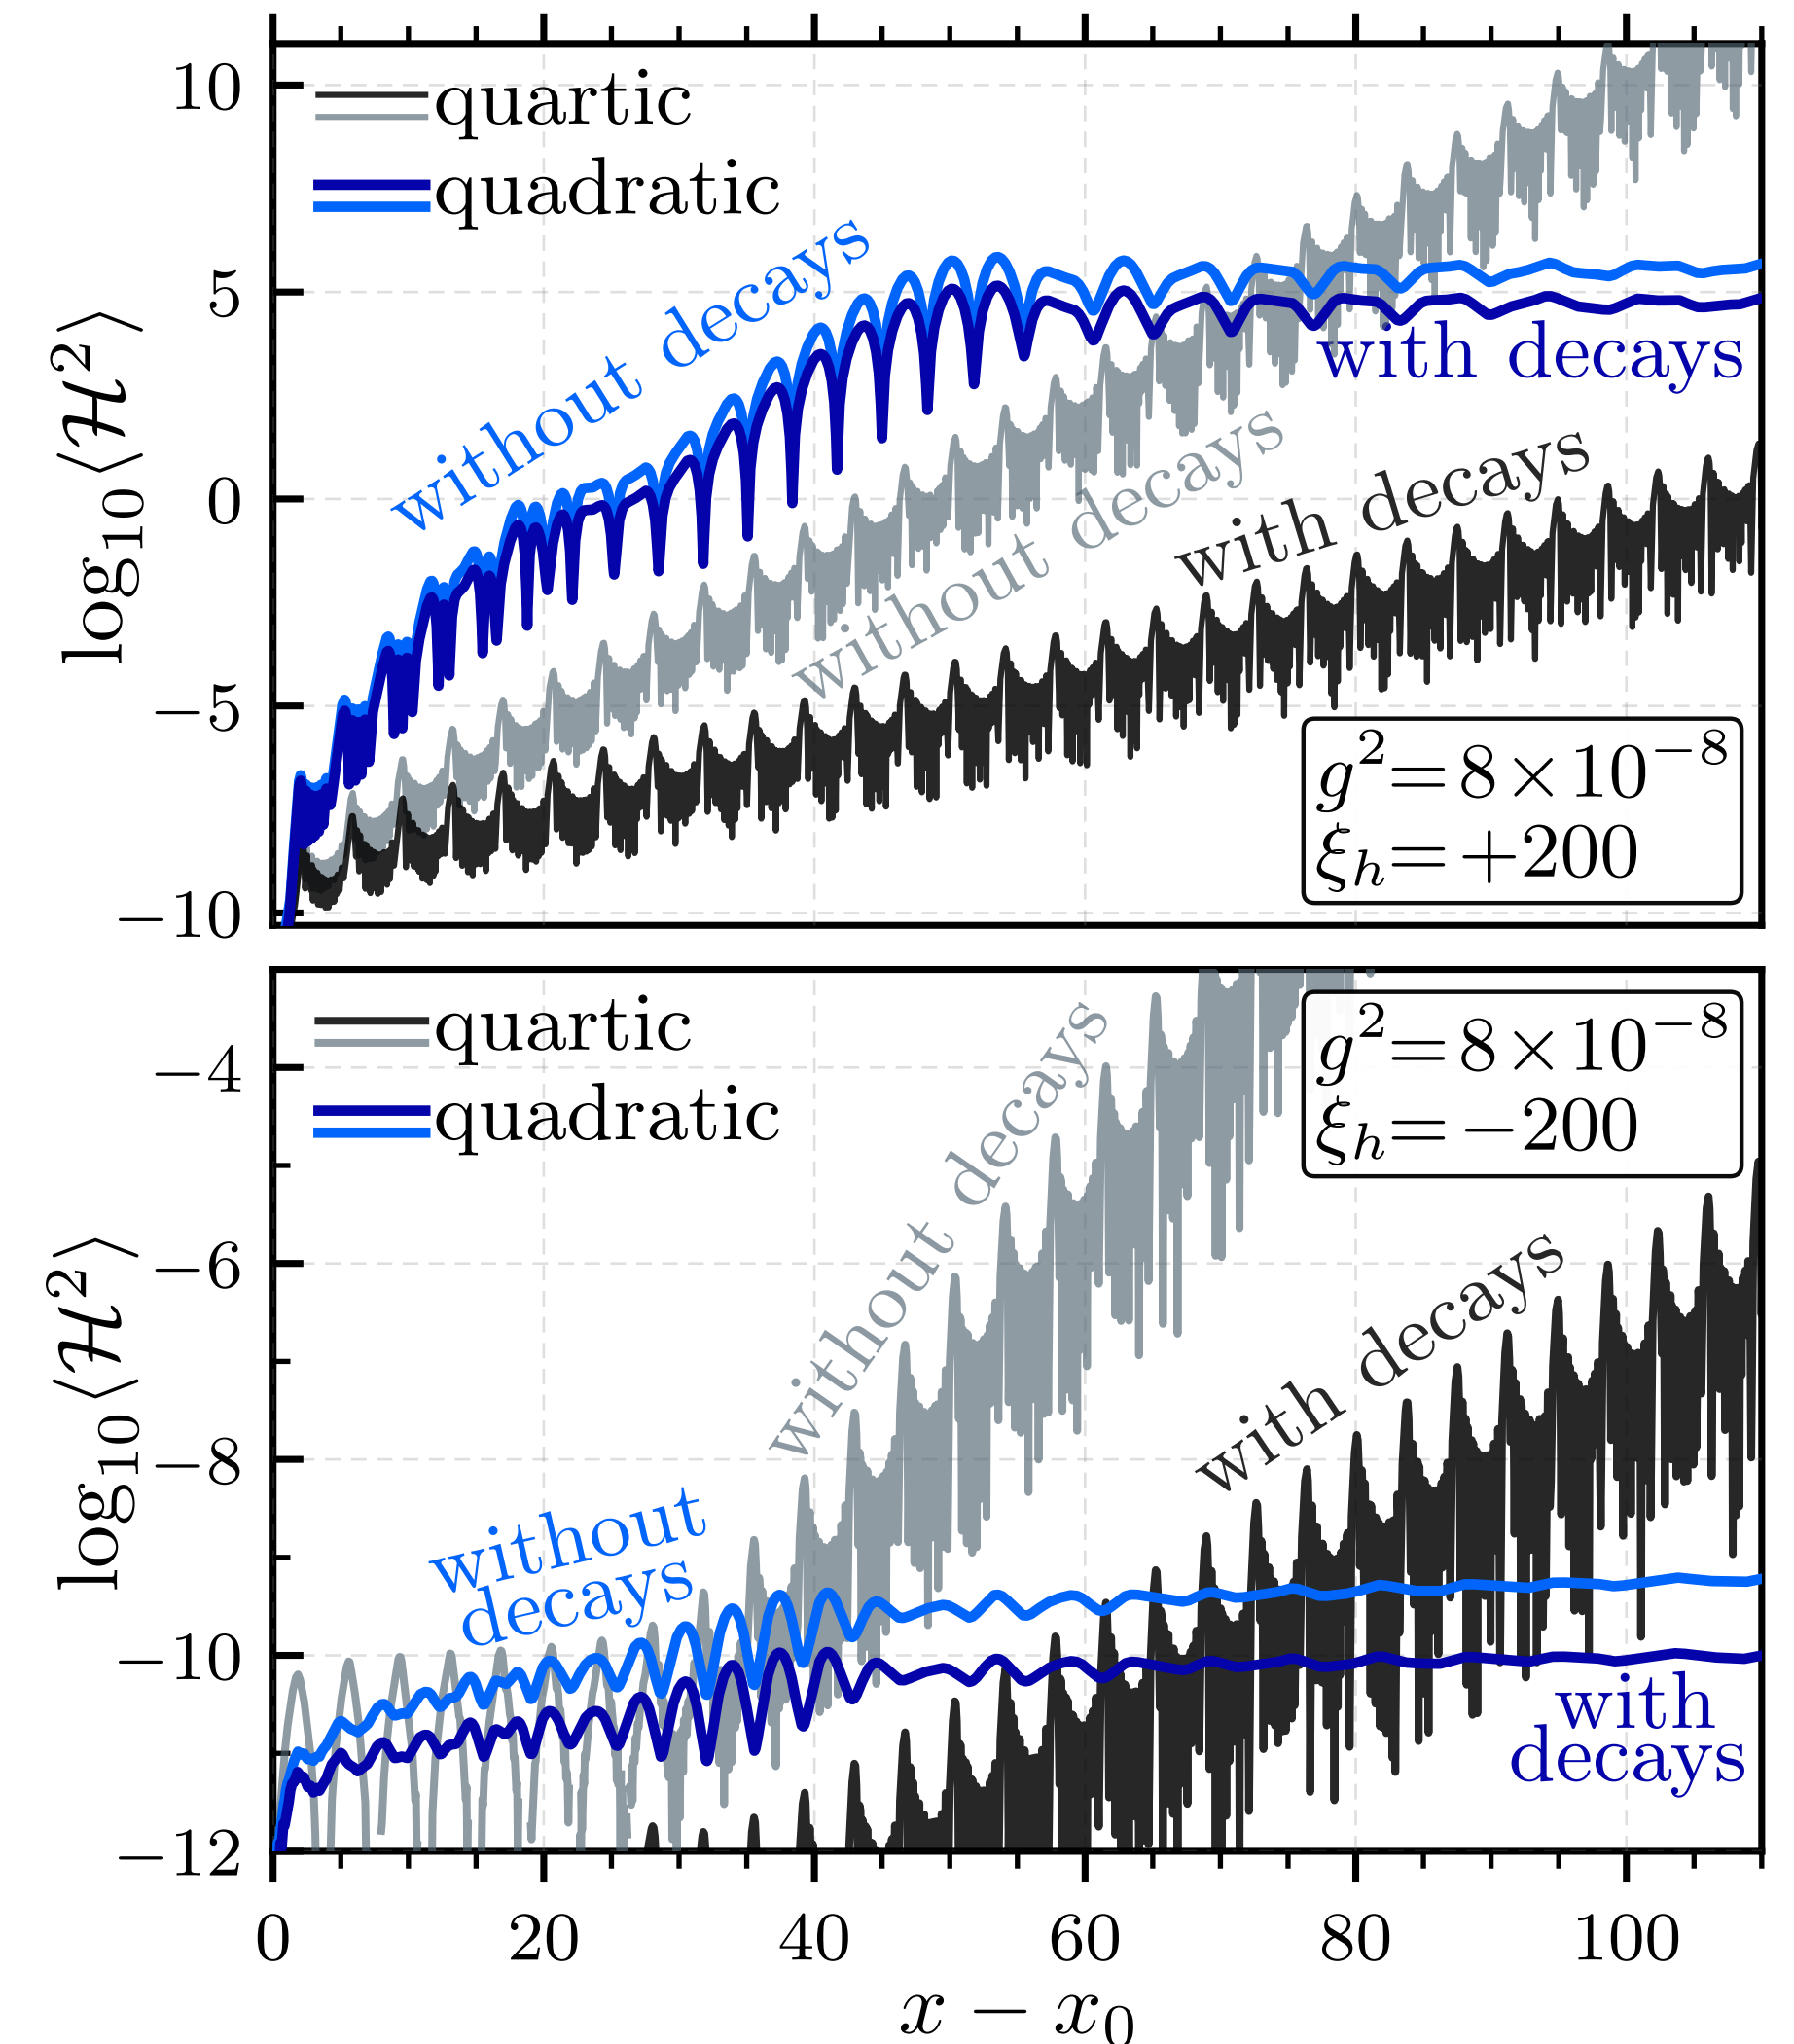 10
5
0
−5
−10
log₁₀⟨ℋ²⟩
quartic
quadratic
without decays
with decays
without decays
with decays
g²=8×10⁻⁸
ξₕ=+200
−4
−6
−8
−10
−12
log₁₀⟨ℋ²⟩
quartic
quadratic
without decays
g²=8×10⁻⁸
ξₕ=−200
with decays
without
decays
with
decays
0 20 40 60 80 100
x − x₀